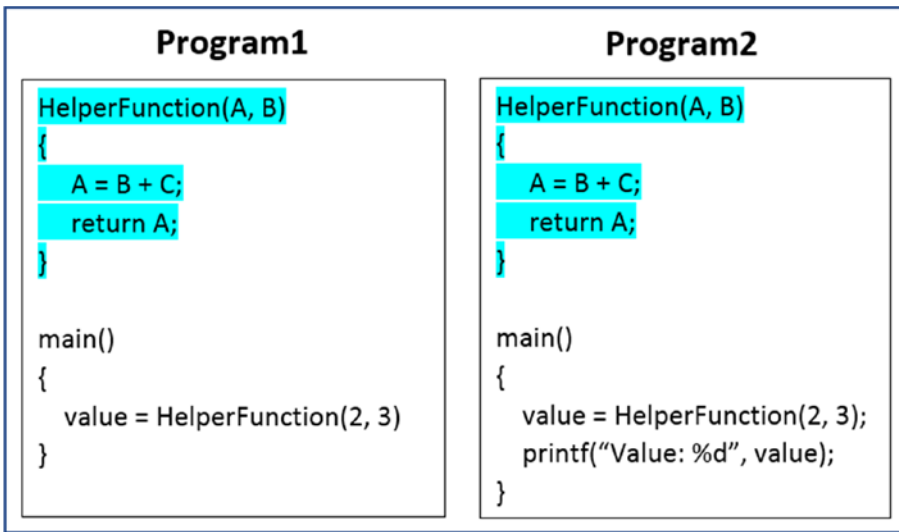 Program1
HelperFunction(A, B)
{
A = B + C;
return A;
}
main()
{
value = HelperFunction(2, 3)
}
Program2
HelperFunction(A, B)
{
A = B + C;
return A;
}
main()
{
value = HelperFunction(2, 3);
printf(“Value: %d”, value);
}